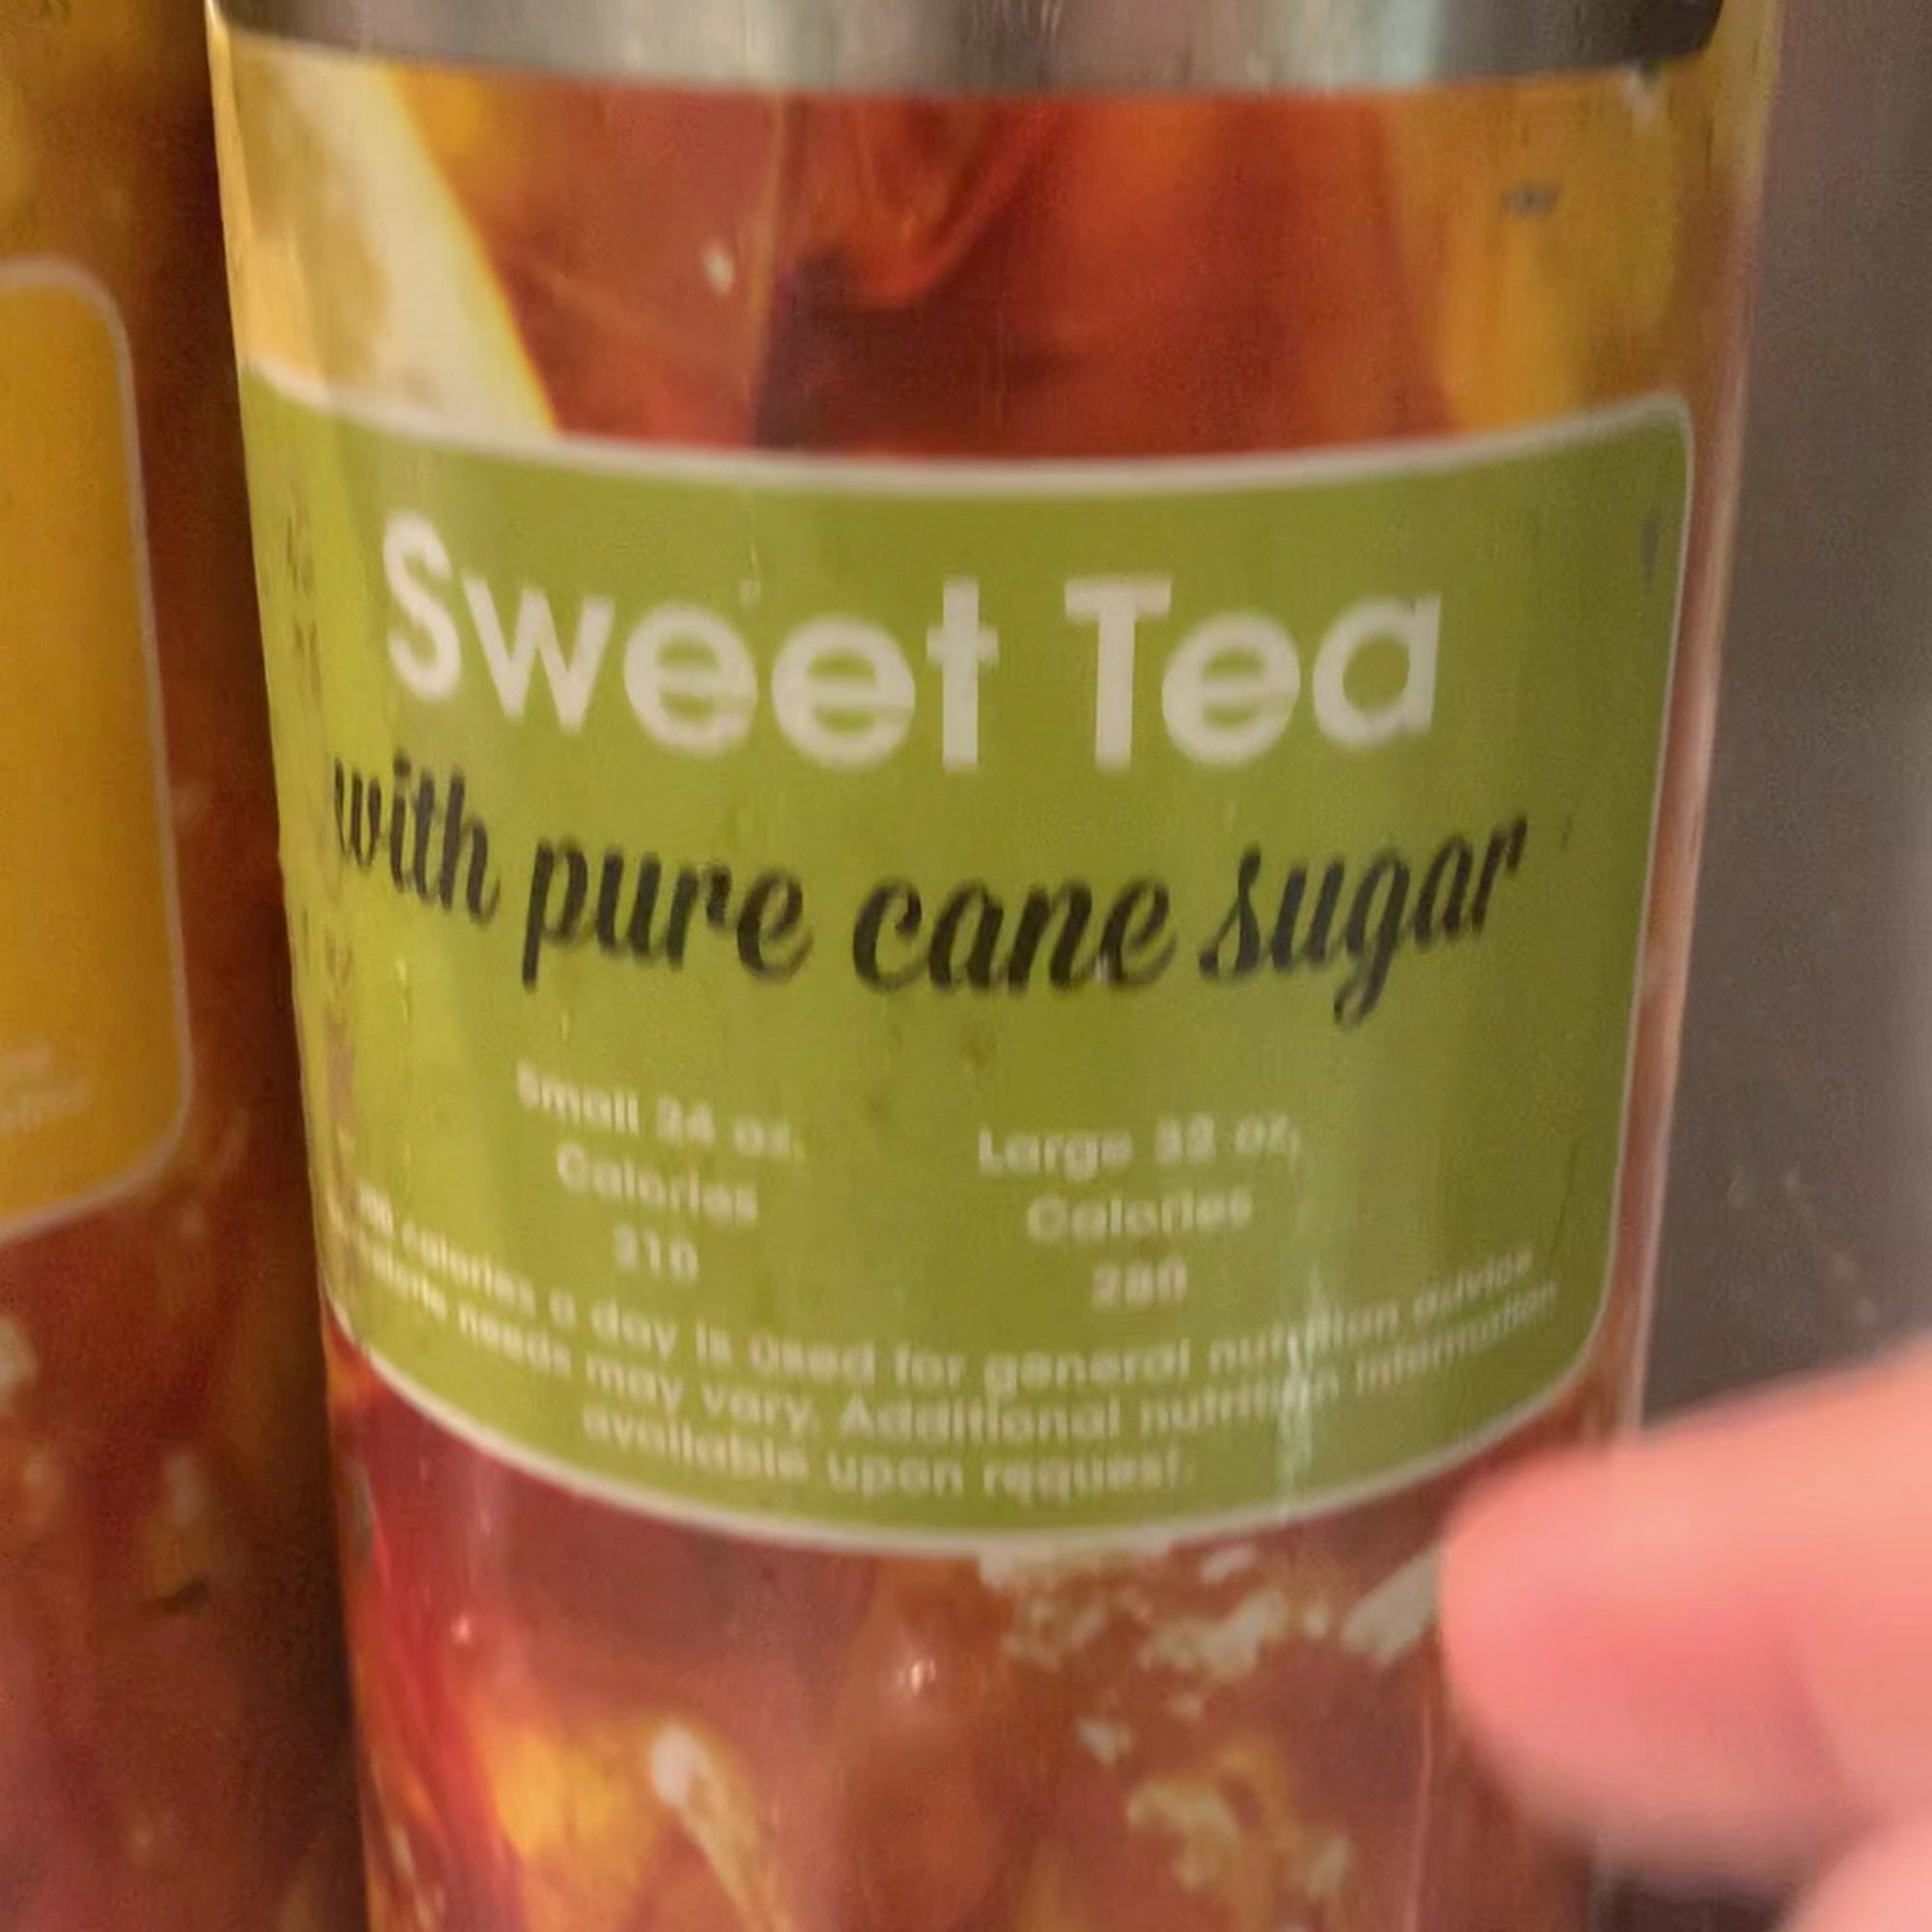 Sweet Tea
with pure cane sugar
Small 24 oz.
Calories
210
Large 32 oz.
Calories
280
calories a day is used for general nutrition advice
needs may vary. Additional nutrition information
available upon request.